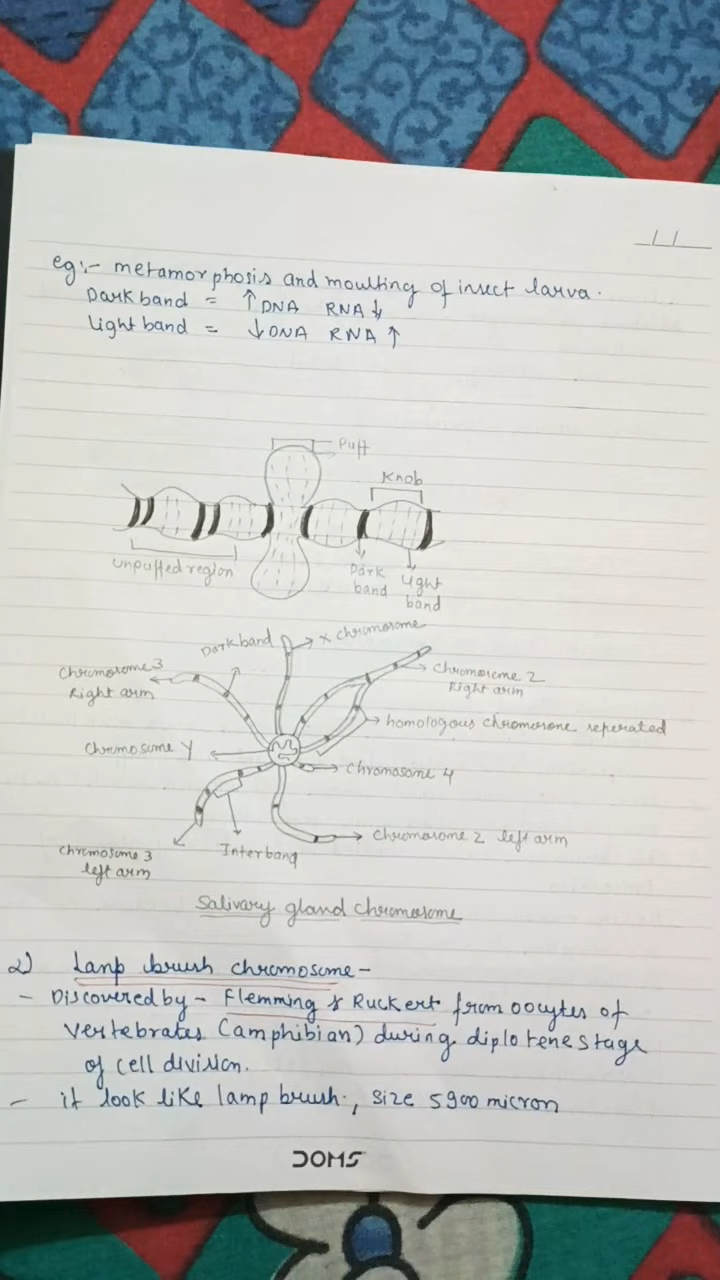 eg:- metamorphosis and moulting of insect larva.
Dark band = ↑ DNA RNA ↓
Light band = ↓ DNA RNA ↑
Puff
Knob
unpuffed region
Dark band
Light band
Dark band
x chromosome
Chromosome 3
Right arm
Chromosome 2
Right arm
homologous chromosome seperated
Chromosome Y
Chromosome 4
Chromosome 2 left arm
Chromosome 3
left arm
Interband
Salivary gland chromosome
2) Lamp brush chromosome -
- Discovered by - Flemming & Ruckert from oocytes of
vertebrates (amphibian) during diplotene stage
of cell division.
- it look like lamp brush., size 5900 micron
DOMS